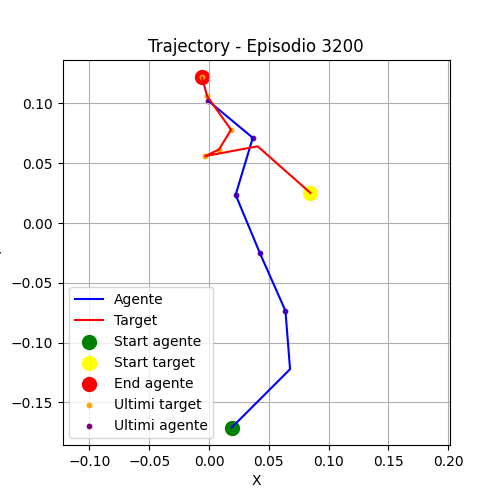 Trajectory - Episodio 3200
0.10
0.05
0.00
−0.05
−0.10
−0.15
Agente
Target
Start agente
Start target
End agente
Ultimi target
Ultimi agente
−0.10 −0.05 0.00 0.05 0.10 0.15 0.20
X